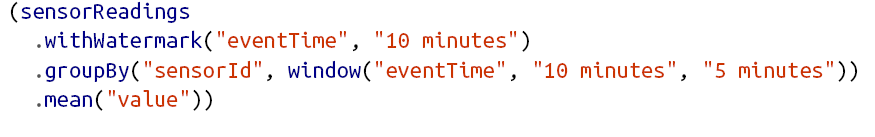 (sensorReadings
.withWatermark("eventTime", "10 minutes")
.groupBy("sensorId", window("eventTime", "10 minutes", "5 minutes"))
.mean("value"))